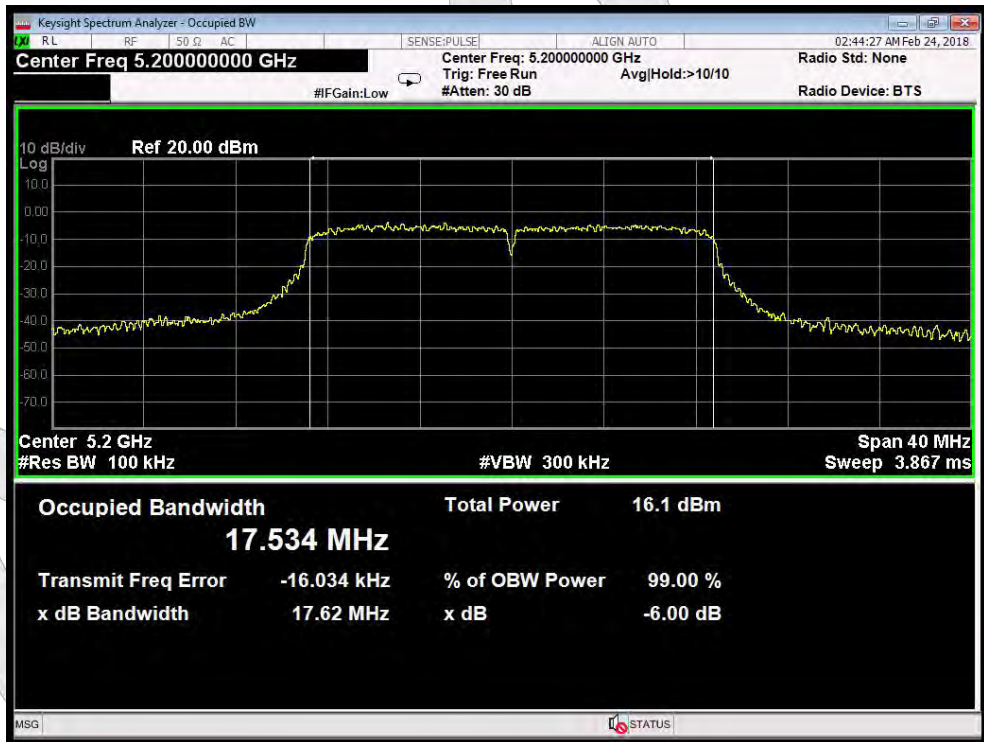 Keysight Spectrum Analyzer - Occupied BW
LXI RL RF 50 Ω AC SENSE:PULSE ALIGN AUTO 02:44:27 AM Feb 24, 2018
Center Freq 5.200000000 GHz Center Freq: 5.200000000 GHz Radio Std: None
Trig: Free Run Avg|Hold:>10/10
#IFGain:Low #Atten: 30 dB Radio Device: BTS
10 dB/div Ref 20.00 dBm
Log
10.0
0.00
-10.0
-20.0
-30.0
-40.0
-50.0
-60.0
-70.0
Center 5.2 GHz Span 40 MHz
#Res BW 100 kHz #VBW 300 kHz Sweep 3.867 ms
Occupied Bandwidth Total Power 16.1 dBm
17.534 MHz
Transmit Freq Error -16.034 kHz % of OBW Power 99.00 %
x dB Bandwidth 17.62 MHz x dB -6.00 dB
MSG STATUS